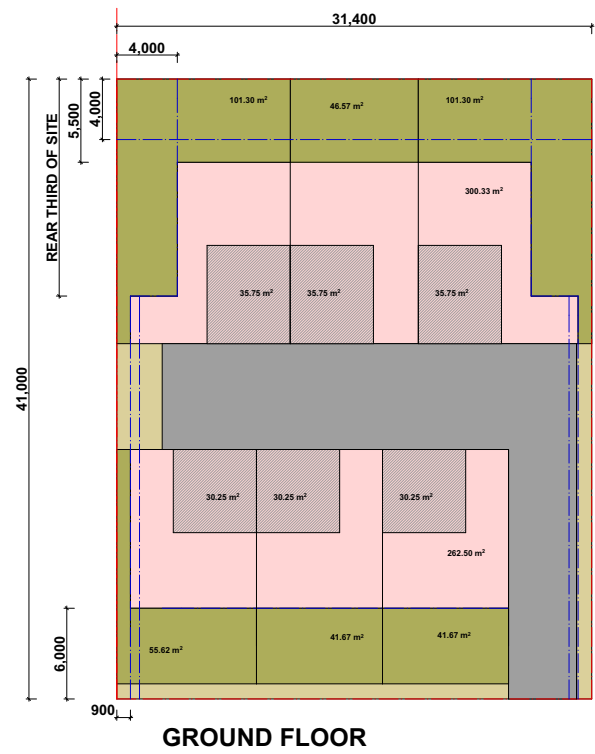 31,400
4,000
5,500
4,000
REAR THIRD OF SITE
101.30 m²
46.57 m²
101.30 m²
300.33 m²
35.75 m²
35.75 m²
35.75 m²
41,000
30.25 m²
30.25 m²
30.25 m²
262.50 m²
6,000
55.62 m²
41.67 m²
41.67 m²
900
GROUND FLOOR